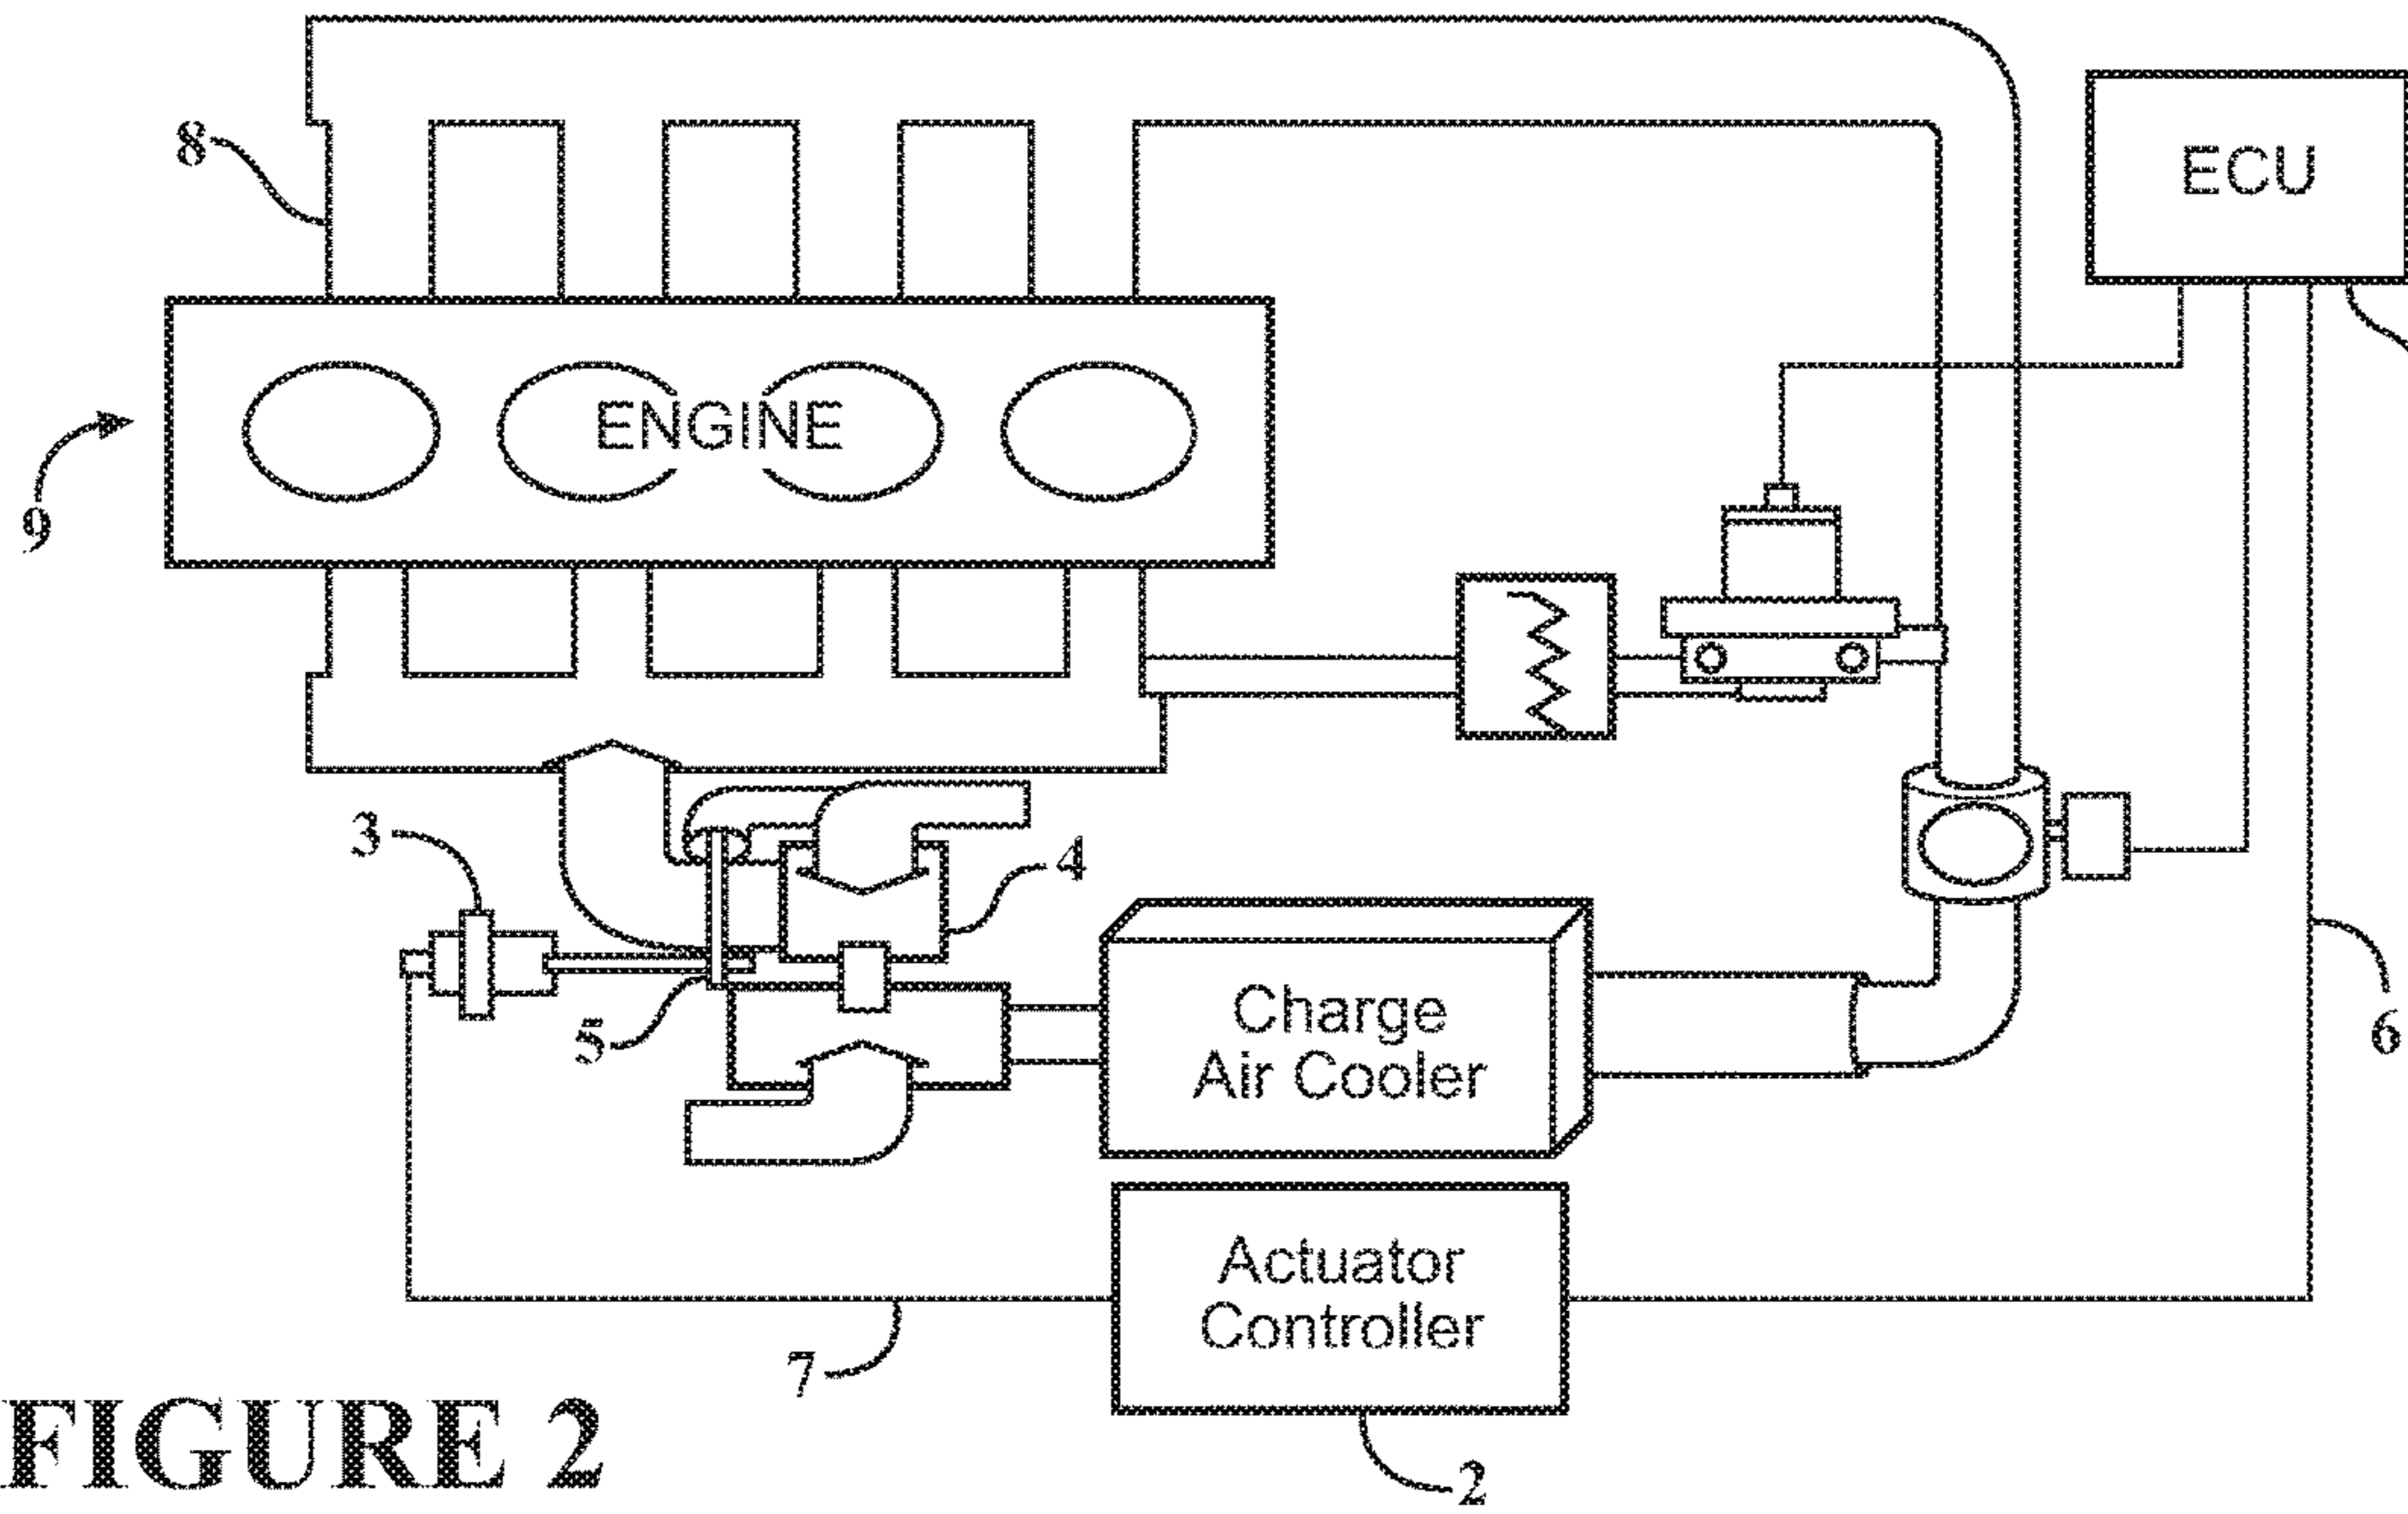 8
ECU
ENGINE
9
3
4
5
Charge
Air Cooler
6
Actuator
Controller
7
2
FIGURE 2